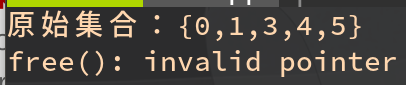 原始集合：{0,1,3,4,5}
free(): invalid pointer